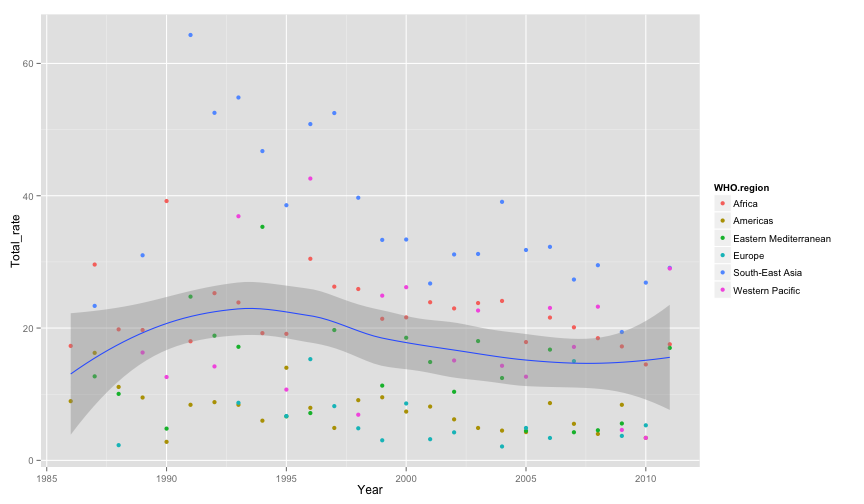 Total_rate
60
40
20
0
1985 1990 1995 2000 2005 2010
Year
WHO.region
Africa
Americas
Eastern Mediterranean
Europe
South-East Asia
Western Pacific